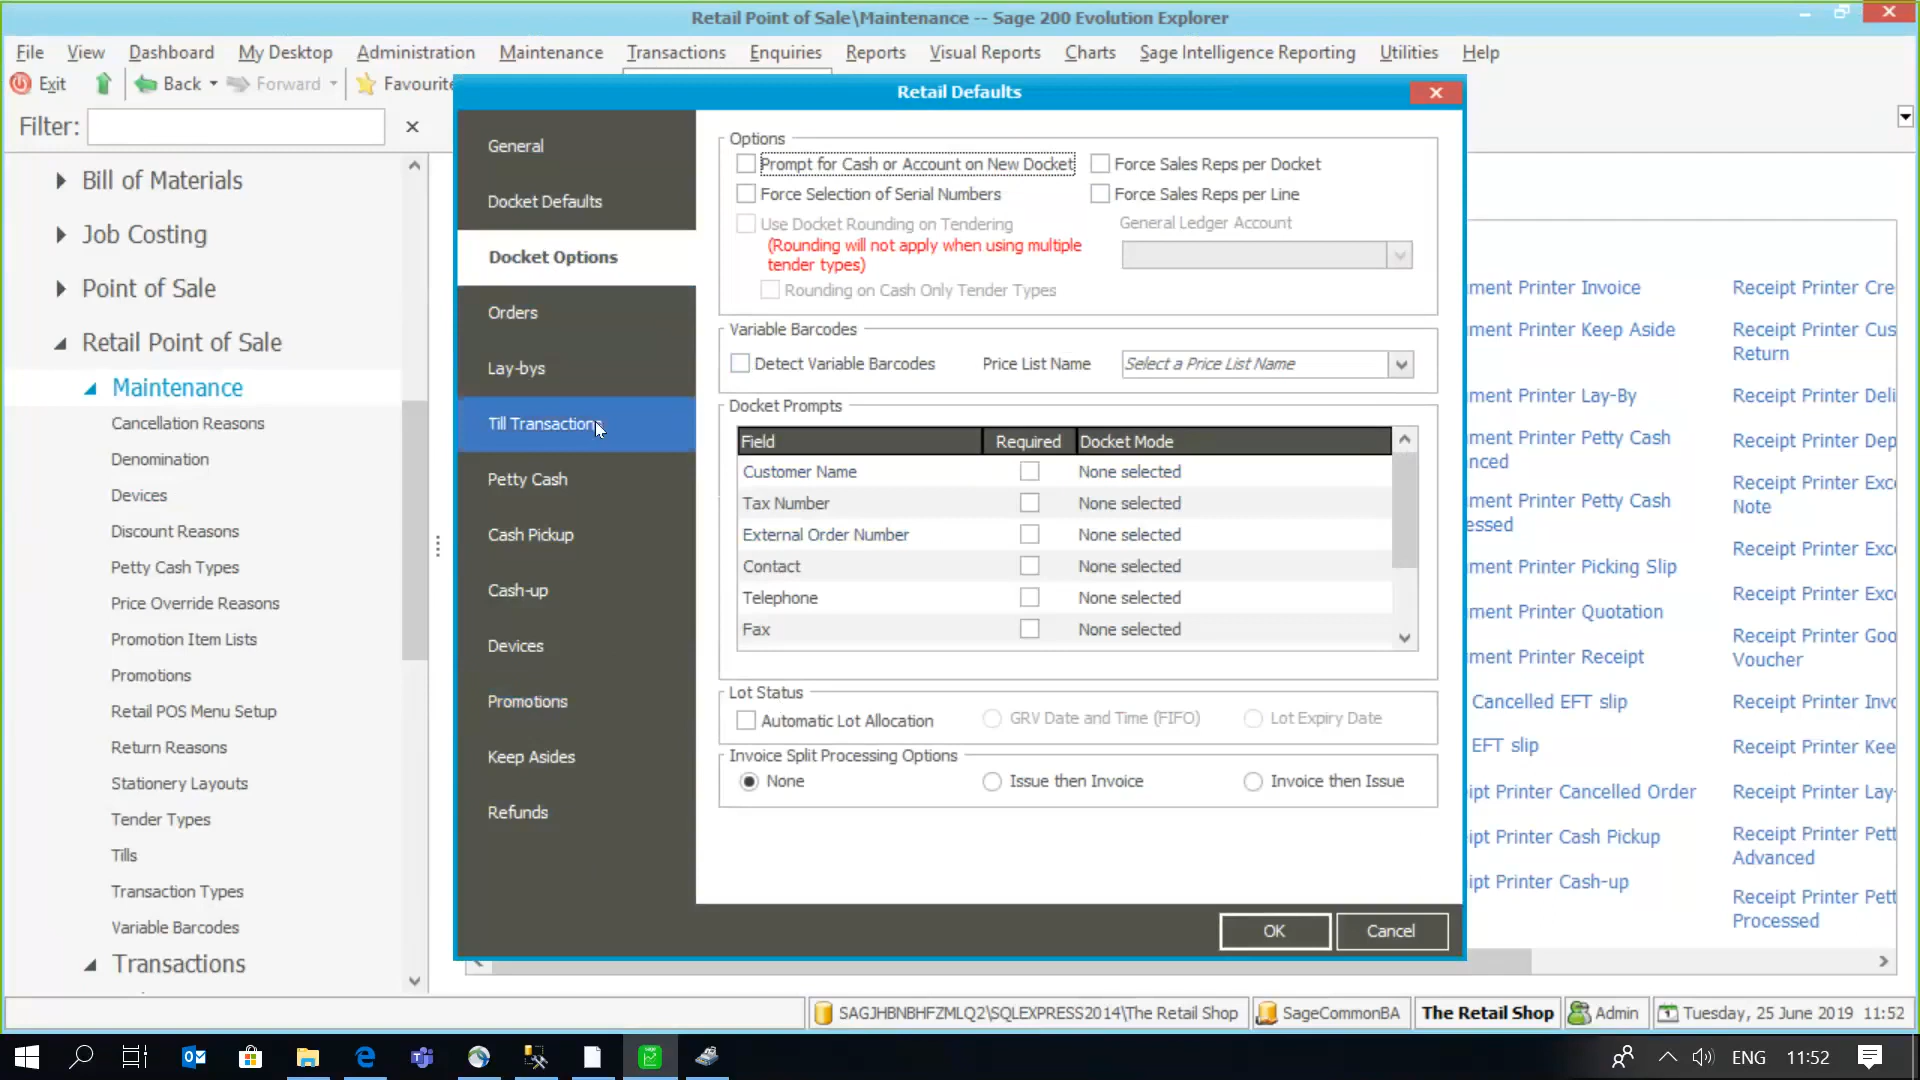 Retail Point of Sale\Maintenance -- Sage 200 Evolution Explorer
File View Dashboard My Desktop Administration Maintenance Transactions Enquiries Reports Visual Reports Charts Sage Intelligence Reporting Utilities Help
Exit Back Forward Favourite
Filter:
Bill of Materials
Job Costing
Point of Sale
Retail Point of Sale
Maintenance
Cancellation Reasons
Denomination
Devices
Discount Reasons
Petty Cash Types
Price Override Reasons
Promotion Item Lists
Promotions
Retail POS Menu Setup
Return Reasons
Stationery Layouts
Tender Types
Tills
Transaction Types
Variable Barcodes
Transactions
Retail Defaults
General
Docket Defaults
Docket Options
Orders
Lay-bys
Till Transactions
Petty Cash
Cash Pickup
Cash-up
Devices
Promotions
Keep Asides
Refunds
Options
Prompt for Cash or Account on New Docket Force Sales Reps per Docket
Force Selection of Serial Numbers Force Sales Reps per Line
Use Docket Rounding on Tendering General Ledger Account
(Rounding will not apply when using multiple
tender types)
Rounding on Cash Only Tender Types
Variable Barcodes
Detect Variable Barcodes Price List Name Select a Price List Name
Docket Prompts
Field Required Docket Mode
Customer Name None selected
Tax Number None selected
External Order Number None selected
Contact None selected
Telephone None selected
Fax None selected
Lot Status
Automatic Lot Allocation GRV Date and Time (FIFO) Lot Expiry Date
Invoice Split Processing Options
None Issue then Invoice Invoice then Issue
OK Cancel
ment Printer Invoice
ment Printer Keep Aside
ment Printer Lay-By
ment Printer Petty Cash
nced
ment Printer Petty Cash
essed
ment Printer Picking Slip
ment Printer Quotation
ment Printer Receipt
Cancelled EFT slip
EFT slip
ipt Printer Cancelled Order
ipt Printer Cash Pickup
ipt Printer Cash-up
Receipt Printer Cre
Receipt Printer Cus
Return
Receipt Printer Deli
Receipt Printer Dep
Receipt Printer Exc
Note
Receipt Printer Exc
Receipt Printer Exc
Receipt Printer Goo
Voucher
Receipt Printer Invo
Receipt Printer Kee
Receipt Printer Lay-
Receipt Printer Pett
Advanced
Receipt Printer Pett
Processed
SAGJHBNBHFZMLQ2\SQLEXPRESS2014\The Retail Shop SageCommonBA The Retail Shop Admin Tuesday, 25 June 2019 11:52
ENG 11:52